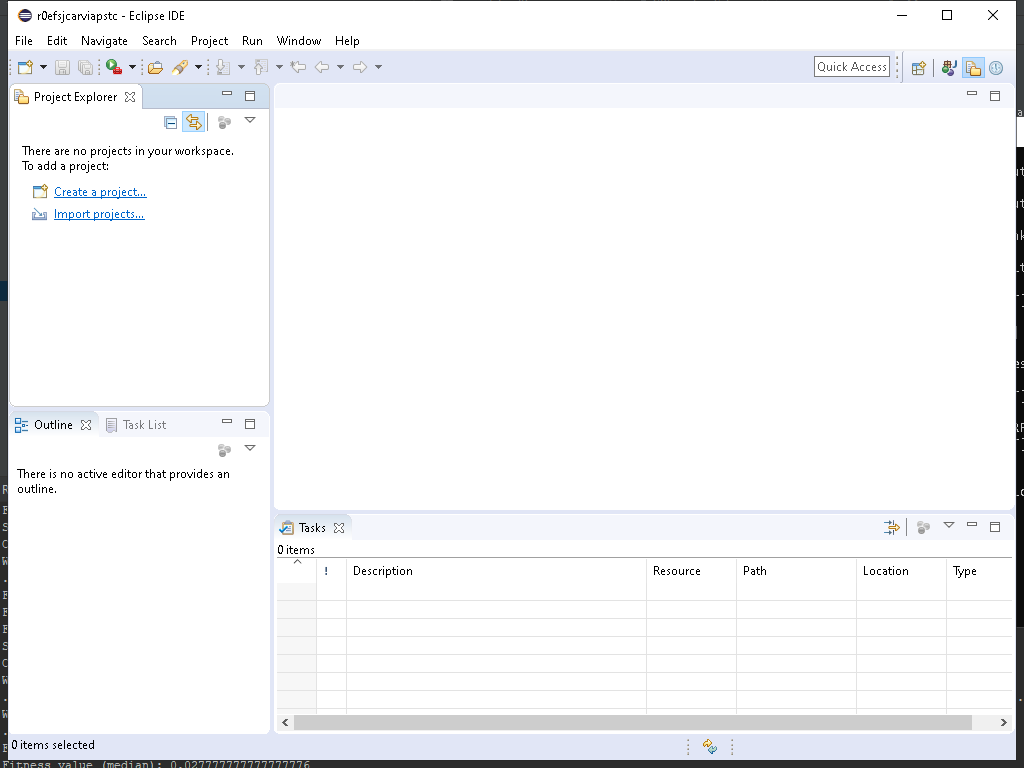 r0efsjcarviapstc - Eclipse IDE
File Edit Navigate Search Project Run Window Help
Quick Access
Project Explorer
There are no projects in your workspace.
To add a project:
Create a project...
Import projects...
Outline Task List
There is no active editor that provides an
outline.
Tasks
0 items
! Description Resource Path Location Type
0 items selected
Fitness value (median): 0.027777777777777776